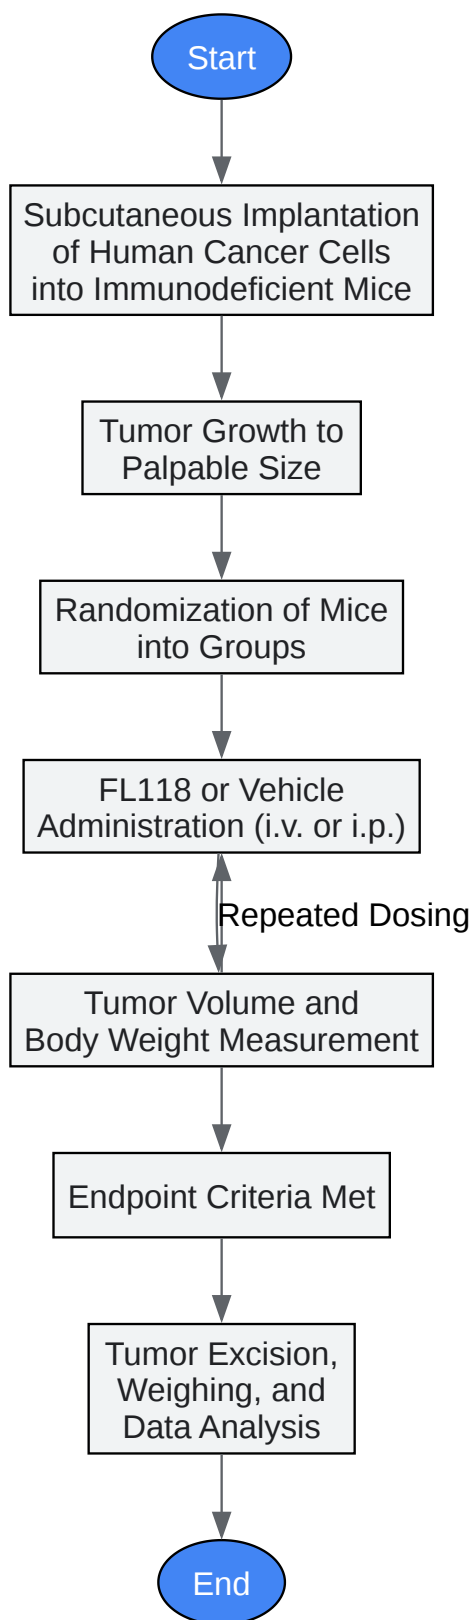 Start
Subcutaneous Implantation
of Human Cancer Cells
into Immunodeficient Mice
Tumor Growth to
Palpable Size
Randomization of Mice
into Groups
FL118 or Vehicle
Administration (i.v. or i.p.)
Repeated Dosing
Tumor Volume and
Body Weight Measurement
Endpoint Criteria Met
Tumor Excision,
Weighing, and
Data Analysis
End